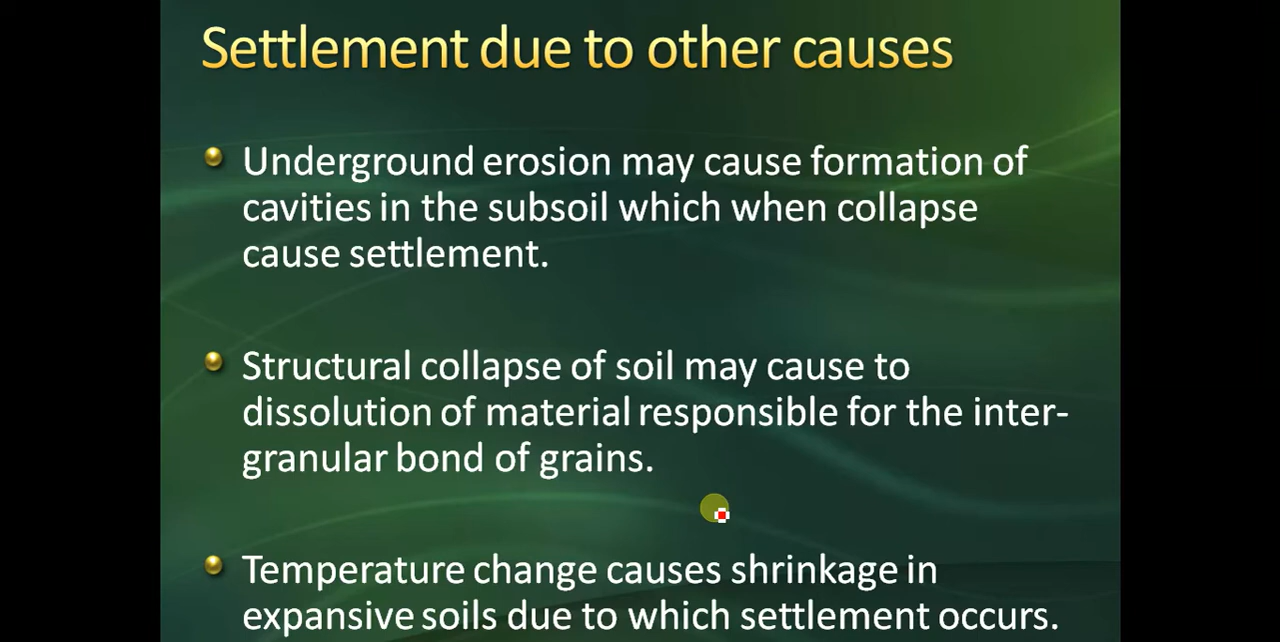 Settlement due to other causes
Underground erosion may cause formation of
cavities in the subsoil which when collapse
cause settlement.
Structural collapse of soil may cause to
dissolution of material responsible for the inter-
granular bond of grains.
Temperature change causes shrinkage in
expansive soils due to which settlement occurs.